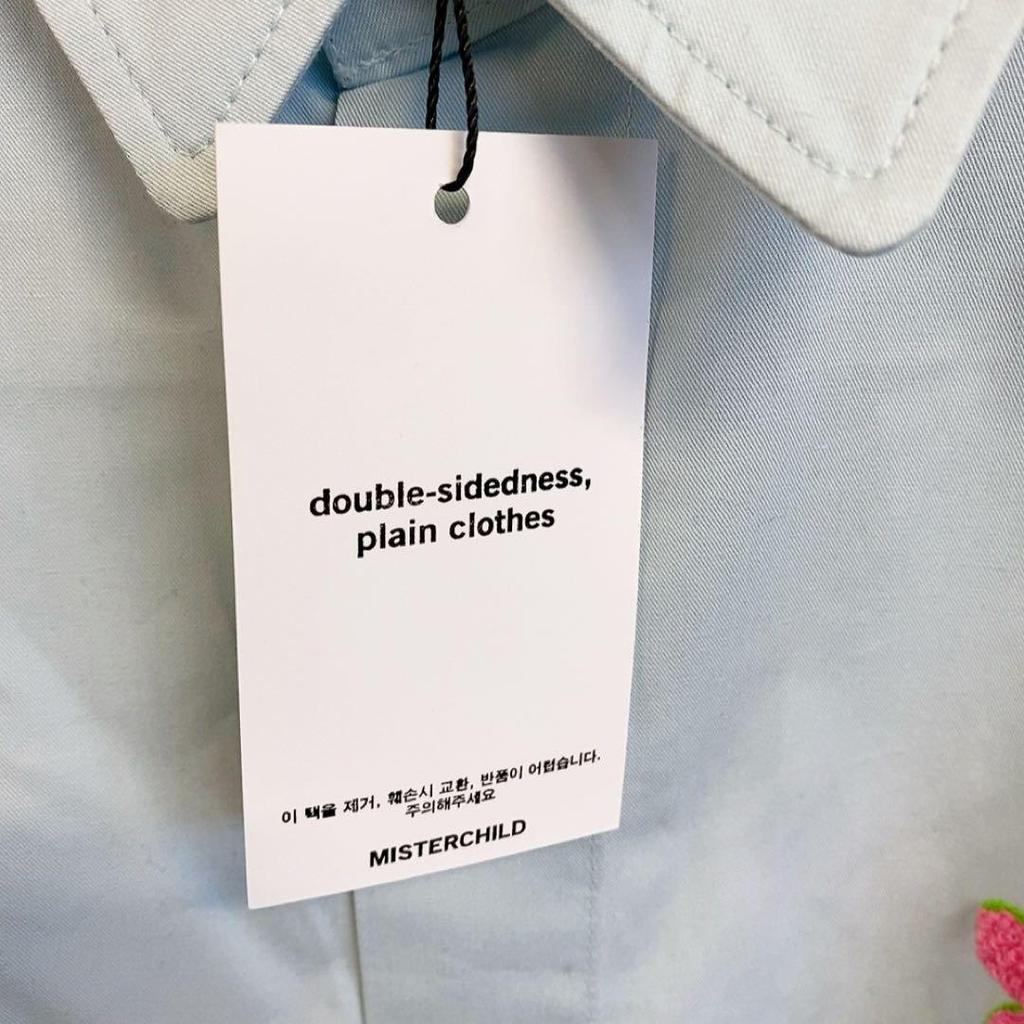 double-sidedness,
plain clothes
이 택을 제거, 훼손시 교환, 반품이 어렵습니다.
주의해주세요
MISTERCHILD